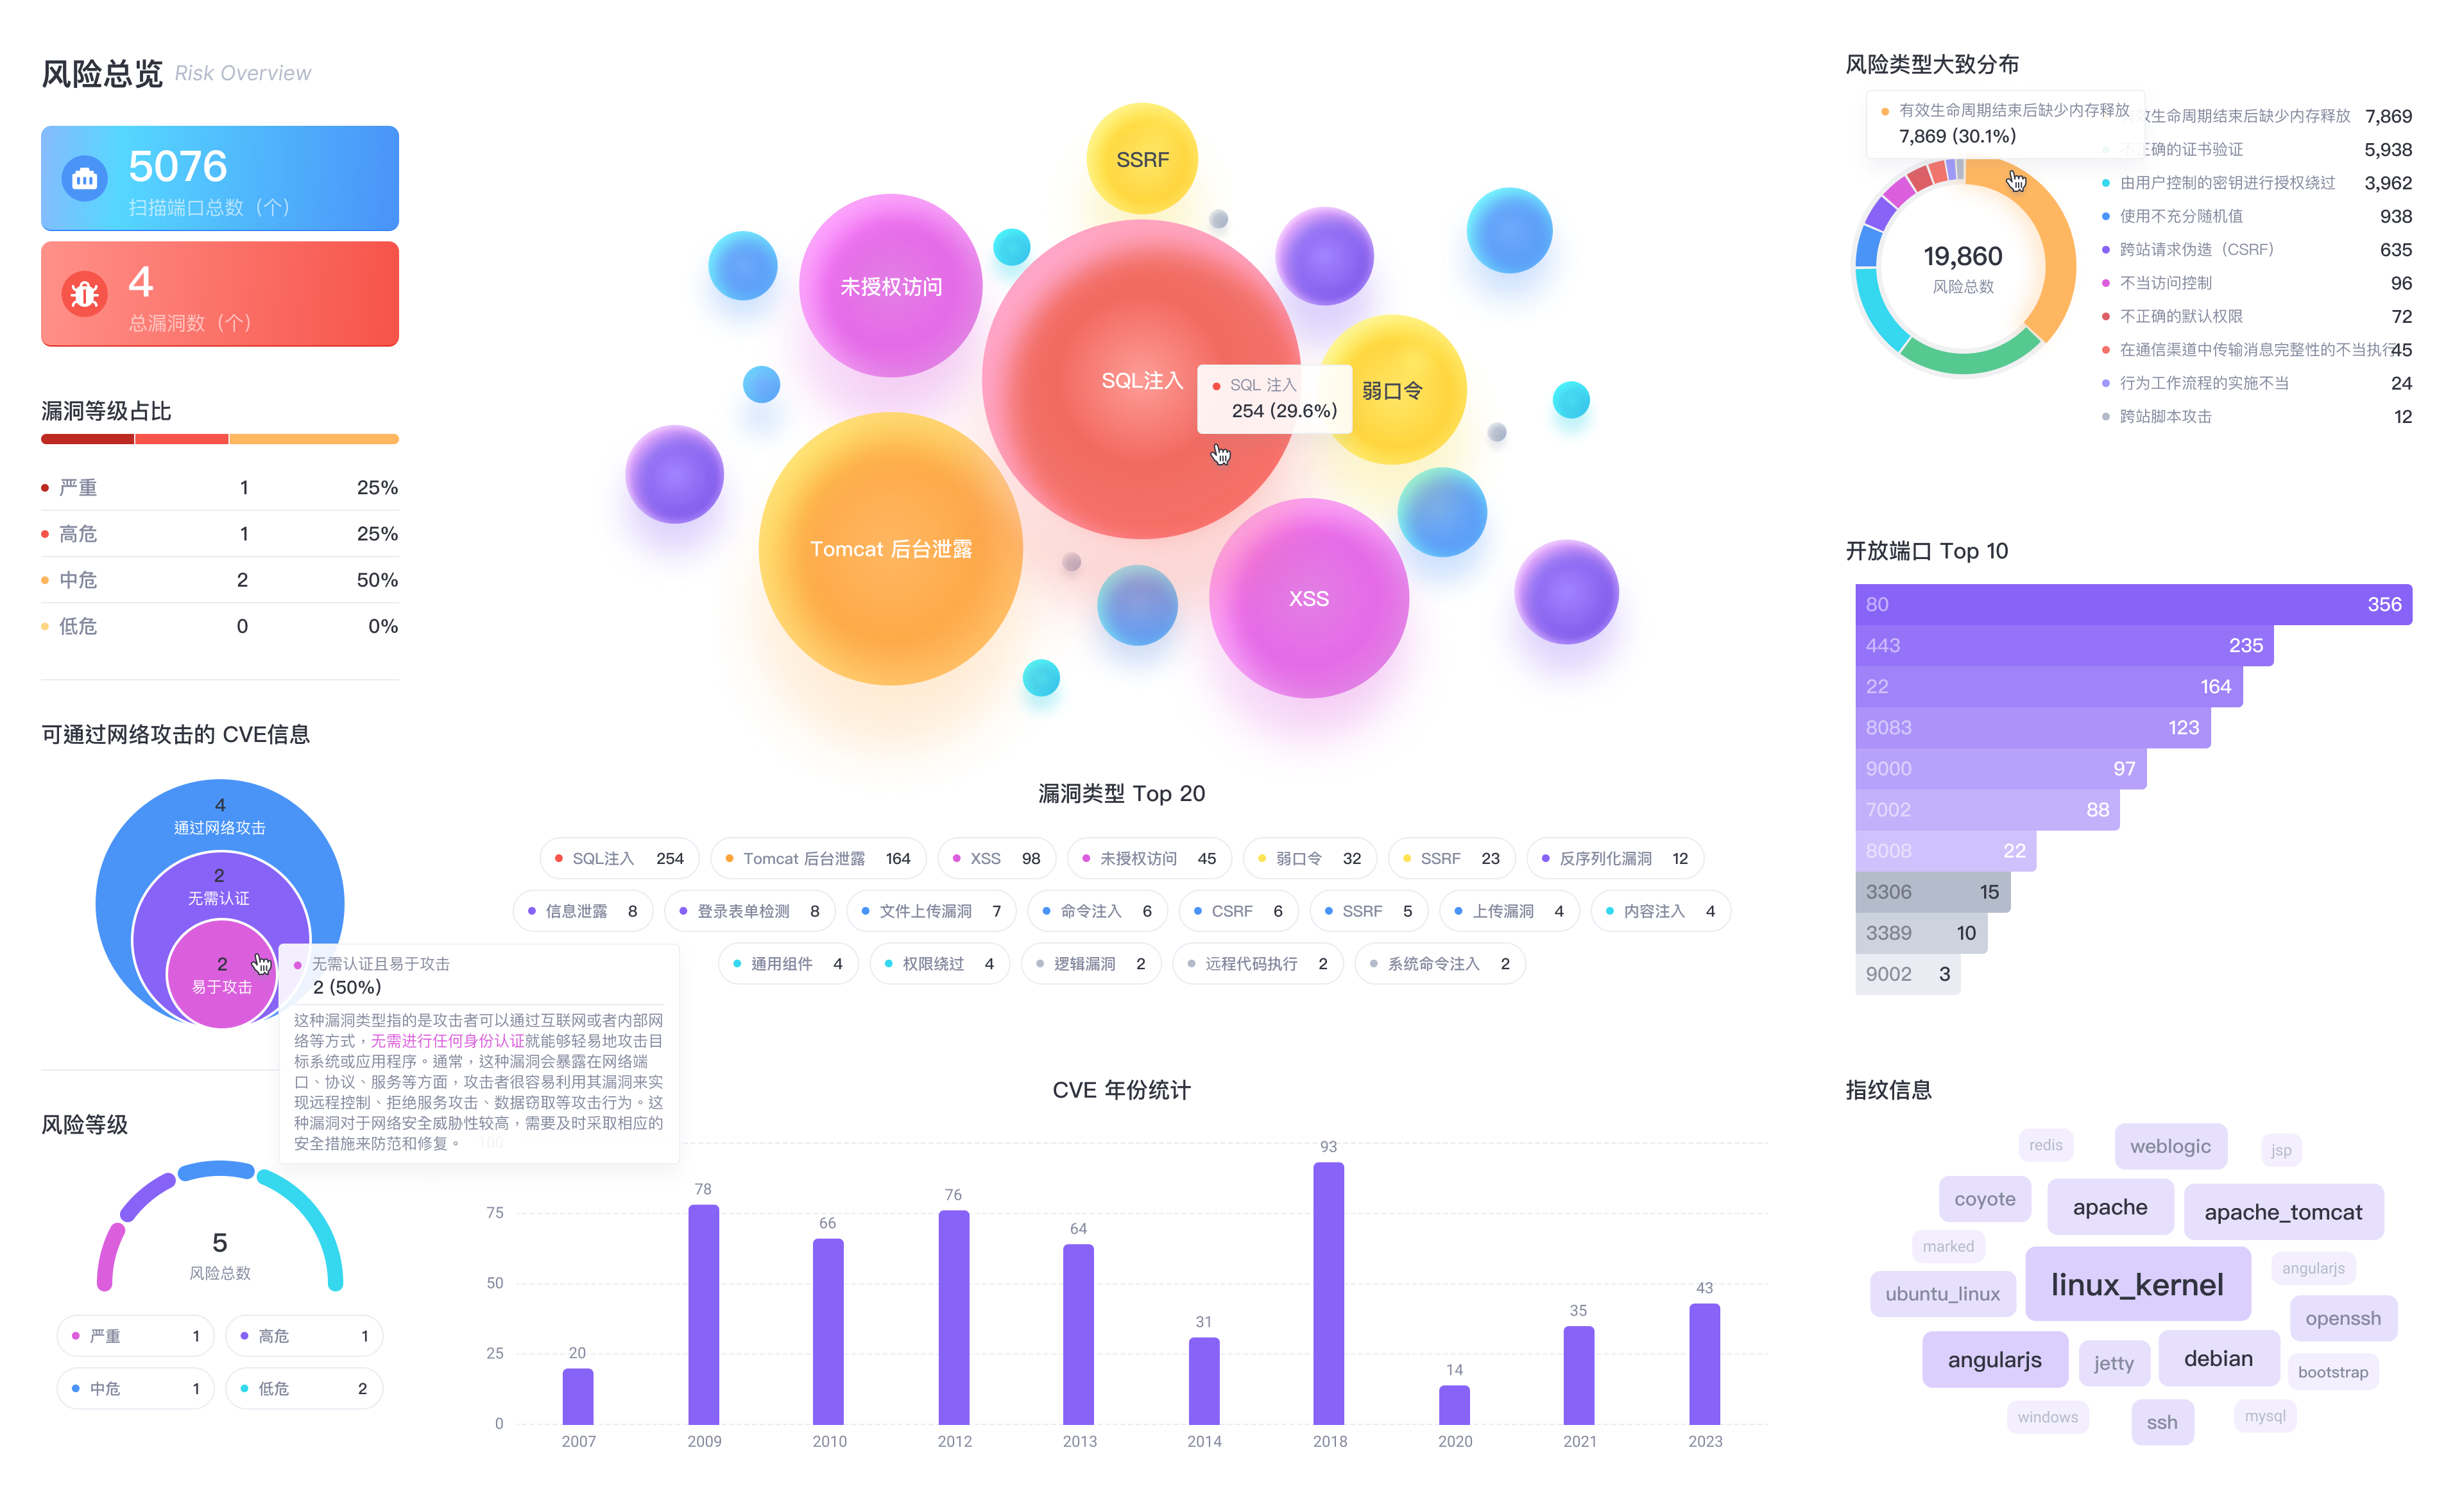 风险总览 Risk Overview
5076
扫描端口总数（个）
4
总漏洞数（个）
漏洞等级占比
严重 1 25%
高危 1 25%
中危 2 50%
低危 0 0%
可通过网络攻击的 CVE信息
4
通过网络攻击
2
无需认证
2
易于攻击
无需认证且易于攻击
2 (50%)
这种漏洞类型指的是攻击者可以通过互联网或者内部网
络等方式，无需进行任何身份认证就能够轻易地攻击目
标系统或应用程序。通常，这种漏洞会暴露在网络端
口、协议、服务等方面，攻击者很容易利用其漏洞来实
现远程控制、拒绝服务攻击、数据窃取等攻击行为。这
种漏洞对于网络安全威胁性较高，需要及时采取相应的
安全措施来防范和修复。
风险等级
5
风险总数
严重 1 高危 1
中危 1 低危 2
SSRF
未授权访问
SQL注入
SQL 注入
254 (29.6%)
弱口令
Tomcat 后台泄露
XSS
漏洞类型 Top 20
SQL注入 254 Tomcat 后台泄露 164 XSS 98 未授权访问 45 弱口令 32 SSRF 23 反序列化漏洞 12
信息泄露 8 登录表单检测 8 文件上传漏洞 7 命令注入 6 CSRF 6 SSRF 5 上传漏洞 4 内容注入 4
通用组件 4 权限绕过 4 逻辑漏洞 2 远程代码执行 2 系统命令注入 2
CVE 年份统计
100
75
50
25
0
20 78 66 76 64 31 93 14 35 43
2007 2009 2010 2012 2013 2014 2018 2020 2021 2023
风险类型大致分布
有效生命周期结束后缺少内存释放
7,869 (30.1%)
19,860
风险总数
效生命周期结束后缺少内存释放 7,869
不正确的证书验证 5,938
由用户控制的密钥进行授权绕过 3,962
使用不充分随机值 938
跨站请求伪造（CSRF） 635
不当访问控制 96
不正确的默认权限 72
在通信渠道中传输消息完整性的不当执行 45
行为工作流程的实施不当 24
跨站脚本攻击 12
开放端口 Top 10
80 356
443 235
22 164
8083 123
9000 97
7002 88
8008 22
3306 15
3389 10
9002 3
指纹信息
redis weblogic jsp
coyote apache apache_tomcat
marked linux_kernel angularjs
ubuntu_linux openssh
angularjs jetty debian bootstrap
windows ssh mysql